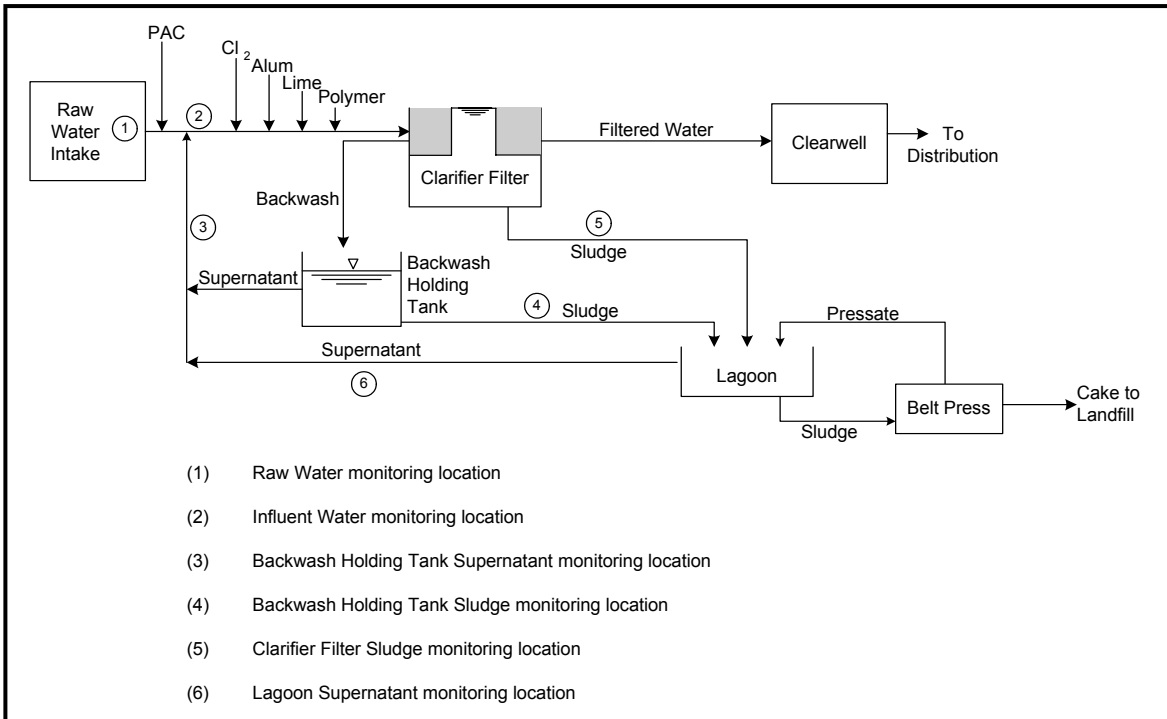 PAC
Cl 2
Alum
Lime
Polymer
Raw
Water
Intake
1
2
Filtered Water
Clearwell
To
Distribution
Clarifier Filter
Backwash
3
5
Sludge
Supernatant
Backwash
Holding
Tank
4
Sludge
Pressate
Supernatant
6
Lagoon
Sludge
Belt Press
Cake to
Landfill
(1) Raw Water monitoring location
(2) Influent Water monitoring location
(3) Backwash Holding Tank Supernatant monitoring location
(4) Backwash Holding Tank Sludge monitoring location
(5) Clarifier Filter Sludge monitoring location
(6) Lagoon Supernatant monitoring location